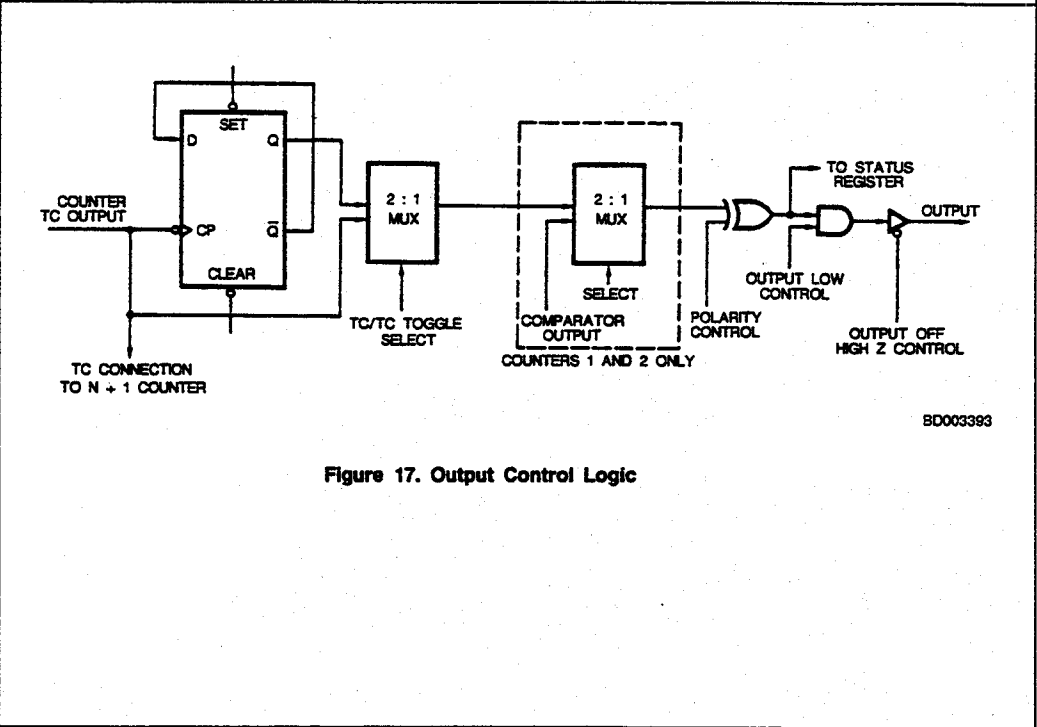 SET
D
Q
COUNTER
TC OUTPUT
CP
Q̅
CLEAR
2 : 1
MUX
TC/TC TOGGLE
SELECT
2 : 1
MUX
SELECT
COMPARATOR
OUTPUT
COUNTERS 1 AND 2 ONLY
POLARITY
CONTROL
TO STATUS
REGISTER
OUTPUT
OUTPUT LOW
CONTROL
OUTPUT OFF
HIGH Z CONTROL
TC CONNECTION
TO N + 1 COUNTER
BD003393
Figure 17. Output Control Logic